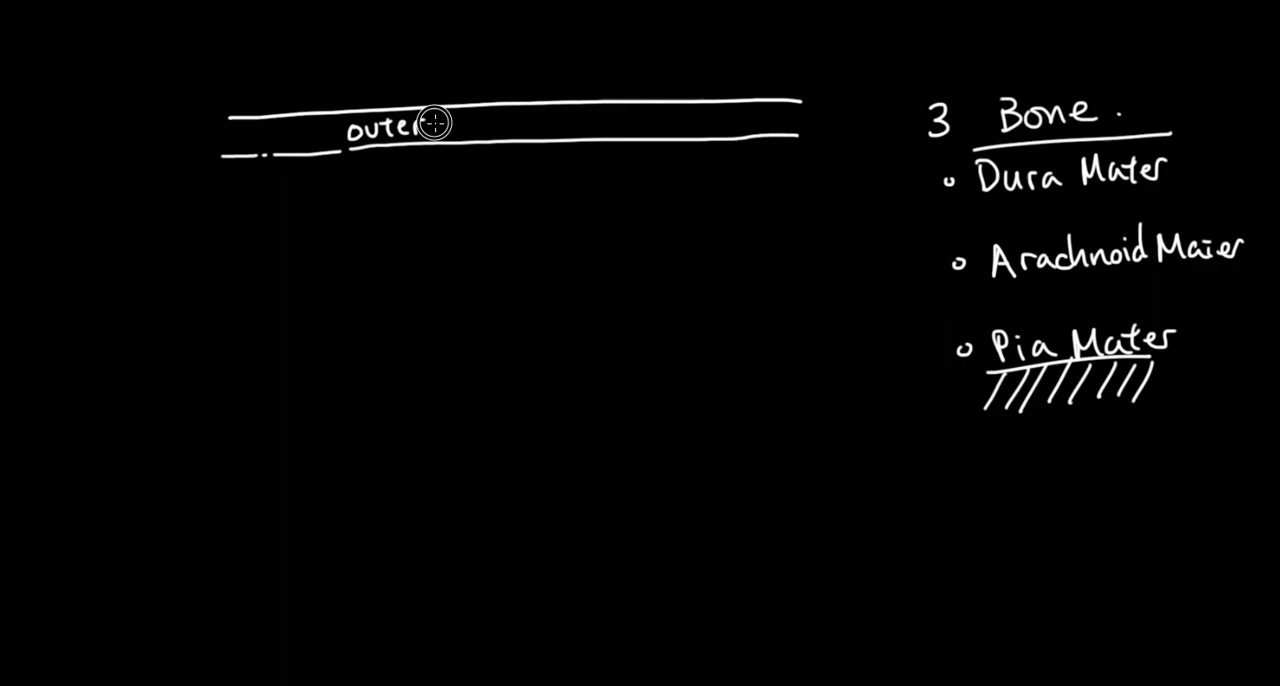 outer
3 Bone.
Dura Mater
Arachnoid Mater
Pia Mater